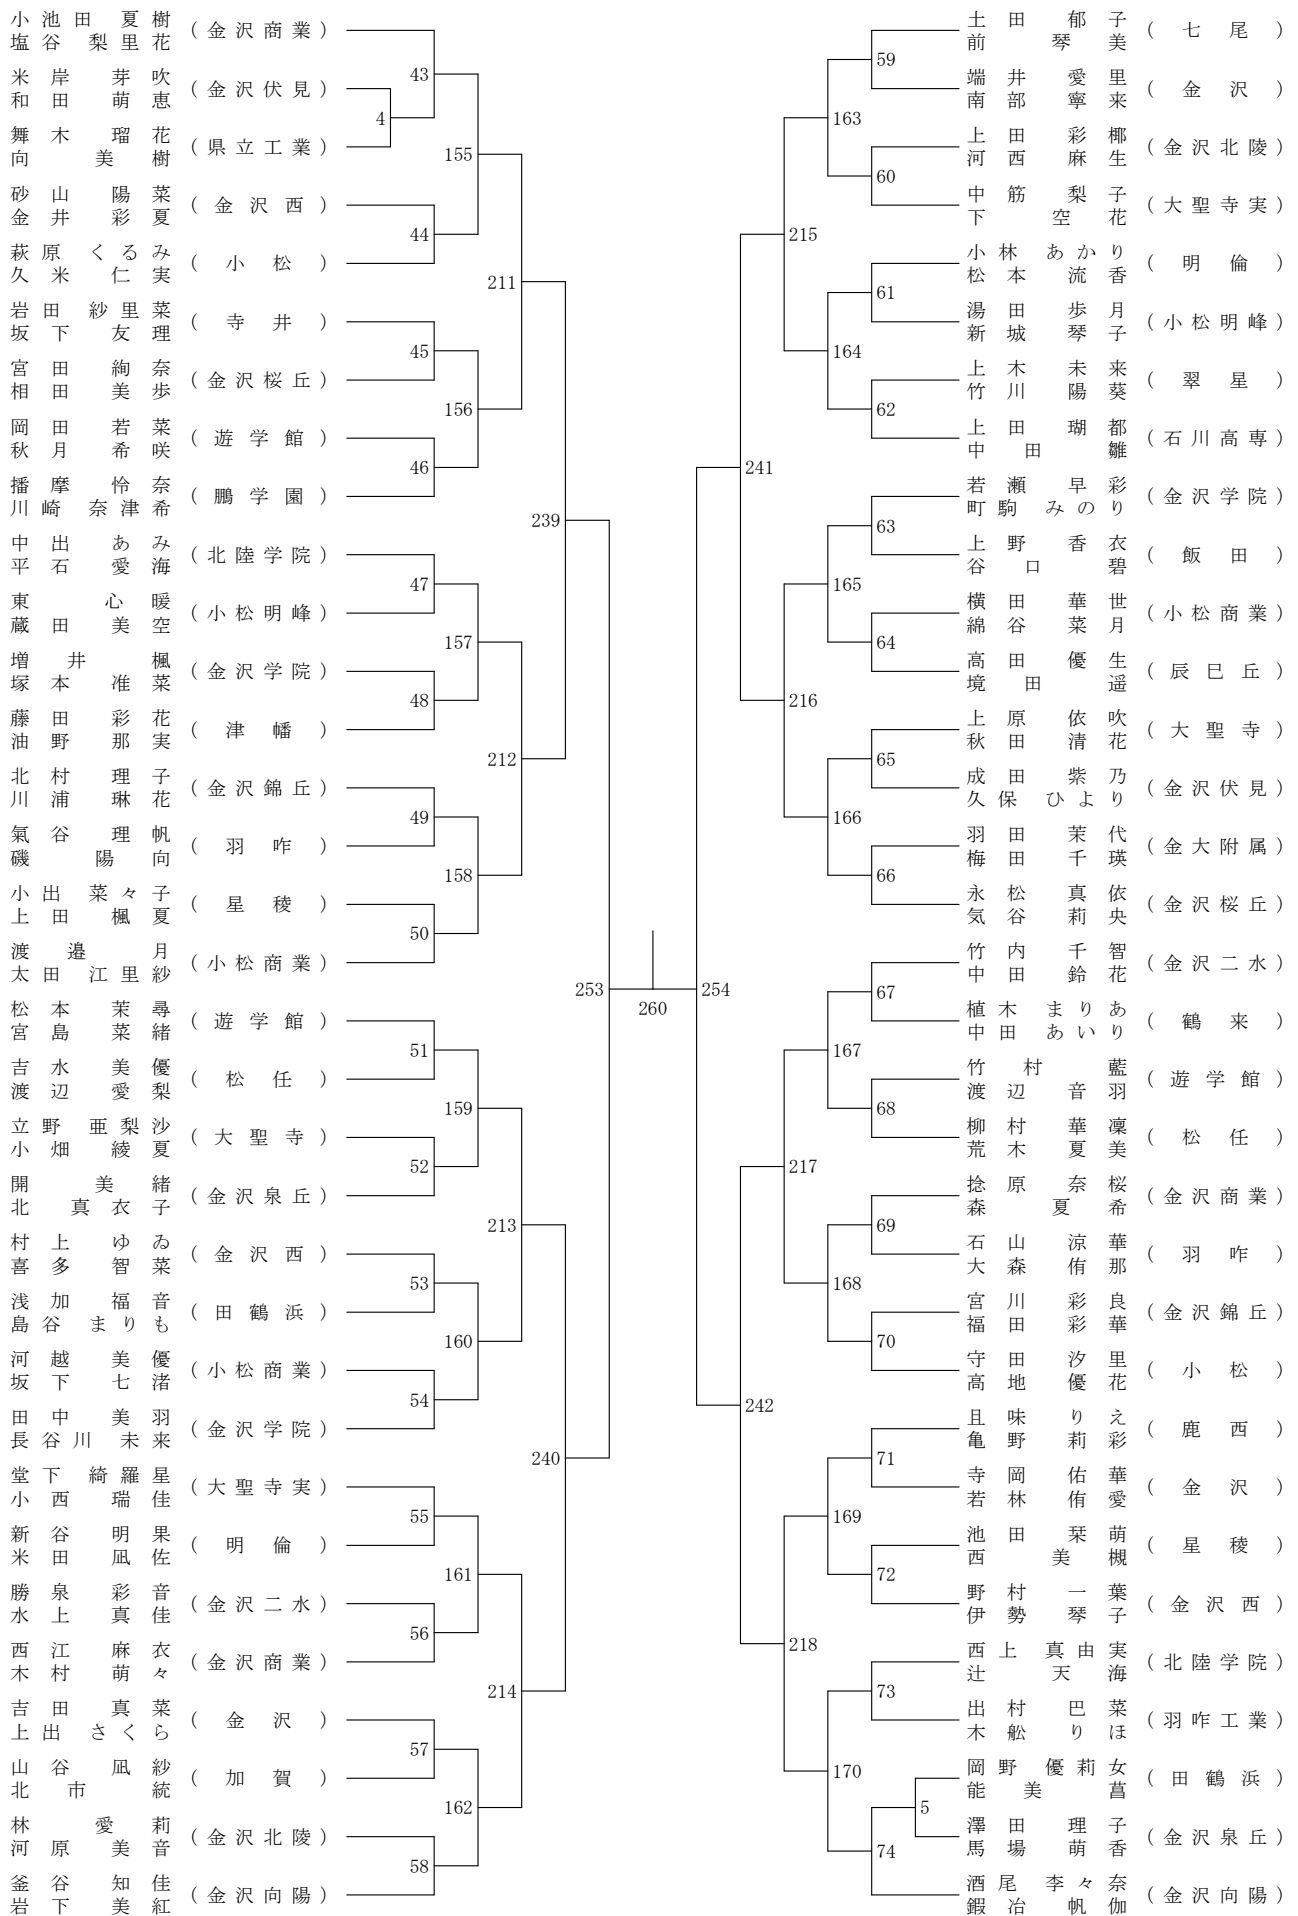 小池田 夏樹
塩谷 梨里花
(金沢商業)
米岸 芽吹
和田 萌恵
(金沢伏見)
舞木 瑠花
向 美樹
(県立工業)
砂山 陽菜
金井 彩夏
(金沢西)
萩原 くるみ
久米 仁実
(小松)
岩田 紗里菜
坂下 友理
(寺井)
宮田 絢奈
相田 美歩
(金沢桜丘)
岡田 若菜
秋月 希咲
(遊学館)
播摩 怜奈
川崎 奈津希
(鵬学園)
中出 あみ
平石 愛海
(北陸学院)
東 心暖
蔵田 美空
(小松明峰)
増井 楓
塚本 准菜
(金沢学院)
藤田 彩花
油野 那実
(津幡)
北村 理子
川浦 琳花
(金沢錦丘)
氣谷 理帆
磯 陽向
(羽咋)
小出 菜々子
上田 楓夏
(星稜)
渡邉 月
太田 江里紗
(小松商業)
松本 茉尋
宮島 菜緒
(遊学館)
吉水 美優
渡辺 愛梨
(松任)
立野 亜梨沙
小畑 綾夏
(大聖寺)
開 美緒
北 真衣子
(金沢泉丘)
村上 ゆゐ
喜多 智菜
(金沢西)
浅加 福音
島谷 まりも
(田鶴浜)
河越 美優
坂下 七渚
(小松商業)
田中 美羽
長谷川 未来
(金沢学院)
堂下 綺羅星
小西 瑞佳
(大聖寺実)
新谷 明果
米田 凪佐
(明倫)
勝泉 彩音
水上 真佳
(金沢二水)
西江 麻衣
木村 萌々
(金沢商業)
吉田 真菜
上出 さくら
(金沢)
山谷 凪紗
北市 統
(加賀)
林 愛莉
河原 美音
(金沢北陵)
釜谷 知佳
岩下 美紅
(金沢向陽)
4
43
44
45
46
47
48
49
50
51
52
53
54
55
56
57
58
155
156
157
158
159
160
161
162
211
212
213
214
239
240
253
260
254
241
242
215
216
217
218
163
164
165
166
167
168
169
170
59
60
61
62
63
64
65
66
67
68
69
70
71
72
73
74
5
土田 郁子
前 琴美
(七尾)
端井 愛里
南部 寧来
(金沢)
上田 彩椰
河西 麻生
(金沢北陵)
中筋 梨子
下 空花
(大聖寺実)
小林 あかり
松本 流香
(明倫)
湯田 歩月
新城 琴子
(小松明峰)
上木 未来
竹川 陽葵
(翠星)
上田 瑚都
中田 雛
(石川高専)
若瀬 早彩
町駒 みのり
(金沢学院)
上野 香衣
谷口 碧
(飯田)
横田 華世
綿谷 菜月
(小松商業)
高田 優生
境田 遥
(辰巳丘)
上原 依吹
秋田 清花
(大聖寺)
成田 紫乃
久保 ひより
(金沢伏見)
羽田 茉代
梅田 千瑛
(金大附属)
永松 真依
気谷 莉央
(金沢桜丘)
竹内 千智
中田 鈴花
(金沢二水)
植木 まりあ
中田 あいり
(鶴来)
竹村 藍
渡辺 音羽
(遊学館)
柳村 華凜
荒木 夏美
(松任)
捻原 奈桜
森 夏希
(金沢商業)
石山 涼華
大森 侑那
(羽咋)
宮川 彩良
福田 彩華
(金沢錦丘)
守田 汐里
高地 優花
(小松)
且味 りえ
亀野 莉彩
(鹿西)
寺岡 佑華
若林 侑愛
(金沢)
池田 栞萌
西 美槻
(星稜)
野村 一葉
伊勢 琴子
(金沢西)
西上 真由実
辻 天海
(北陸学院)
出村 巴菜
木舩 りほ
(羽咋工業)
岡野 優莉女
能美 菖
(田鶴浜)
澤田 理子
馬場 萌香
(金沢泉丘)
酒尾 李々奈
鍜冶 帆伽
(金沢向陽)